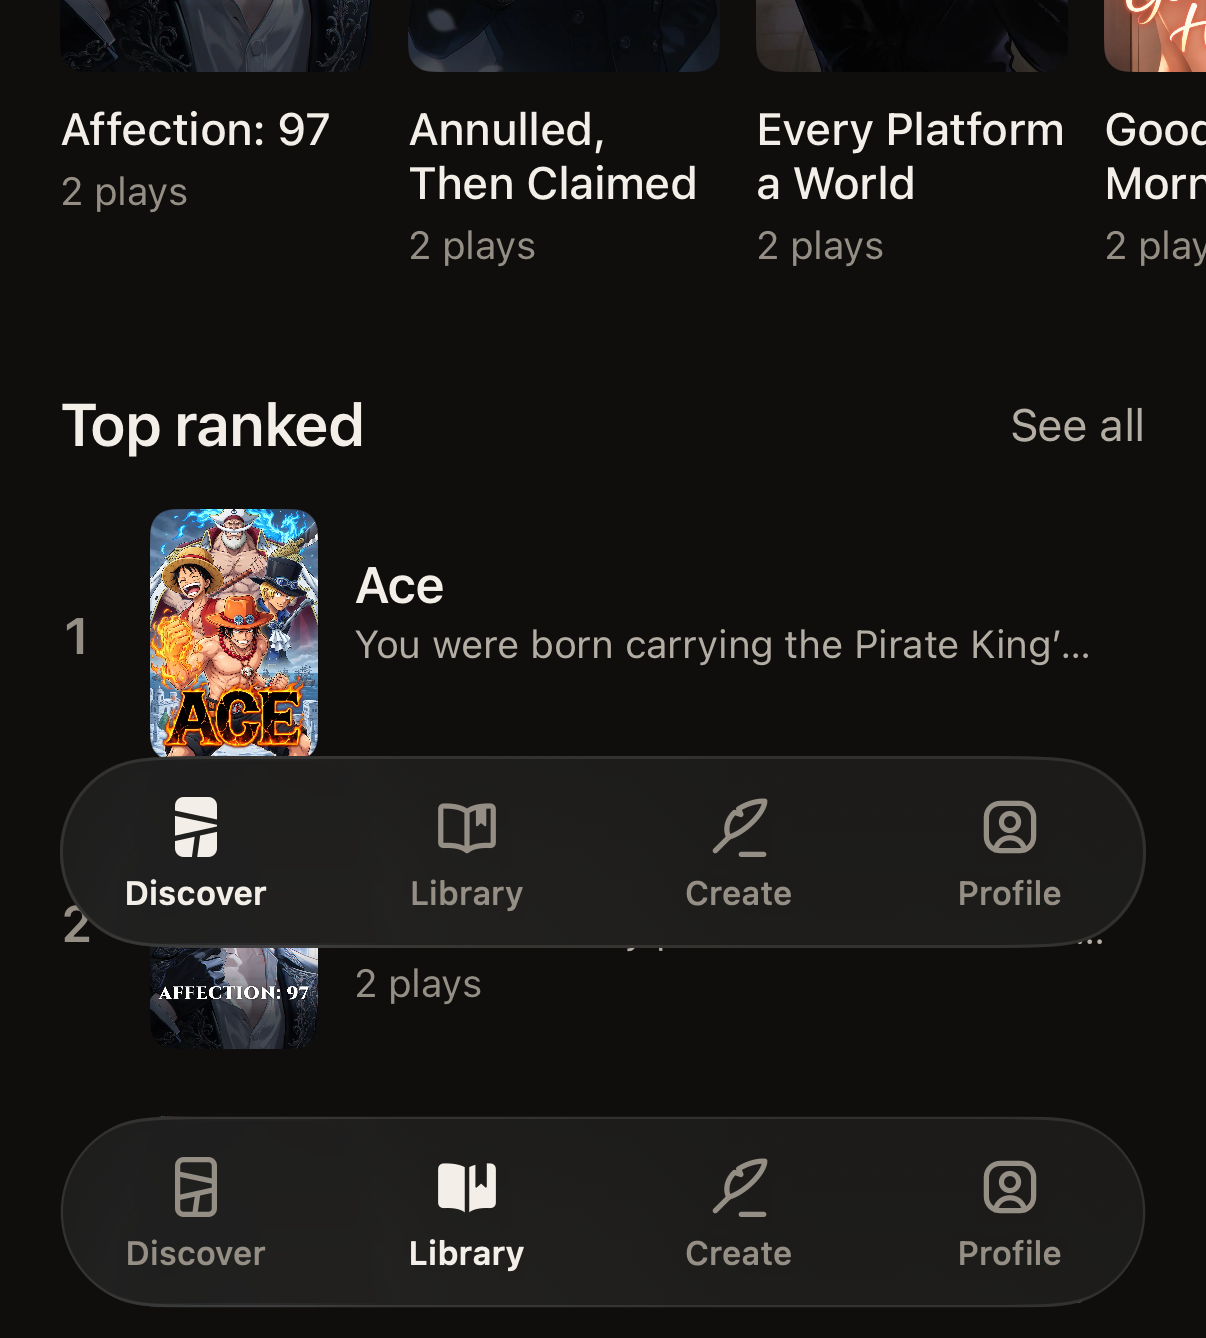 Affection: 97
2 plays
Annulled,
Then Claimed
2 plays
Every Platform
a World
2 plays
Good
Morn
2 play
Top ranked
See all
1
ACE
Ace
You were born carrying the Pirate King’...
2
AFFECTION: 97
2 plays
Discover
Library
Create
Profile
Discover
Library
Create
Profile